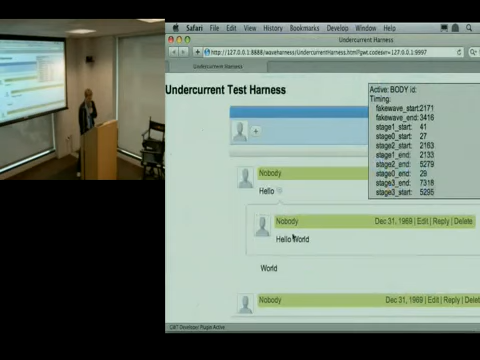 Safari File Edit View History Bookmarks Develop Window Help
Undercurrent Harness
http://127.0.0.1:8888/waveharness/UndercurrentHarness.html?gwt.codesvr=127.0.0.1:9997
Undercurrent Harness
Undercurrent Test Harness
Active: BODY id:
Timing:
fakewave_start:2171
fakewave_end: 3416
stage1_start: 41
stage0_start: 27
stage2_start: 2163
stage1_end: 2133
stage2_end: 5279
stage0_end: 29
stage3_end: 7318
stage3_start: 5295
Nobody
Hello
Nobody Dec 31, 1969 | Edit | Reply | Delete
Hello World
World
Nobody Dec 31, 1969 | Edit | Reply | Delete
GWT Developer Plugin Active